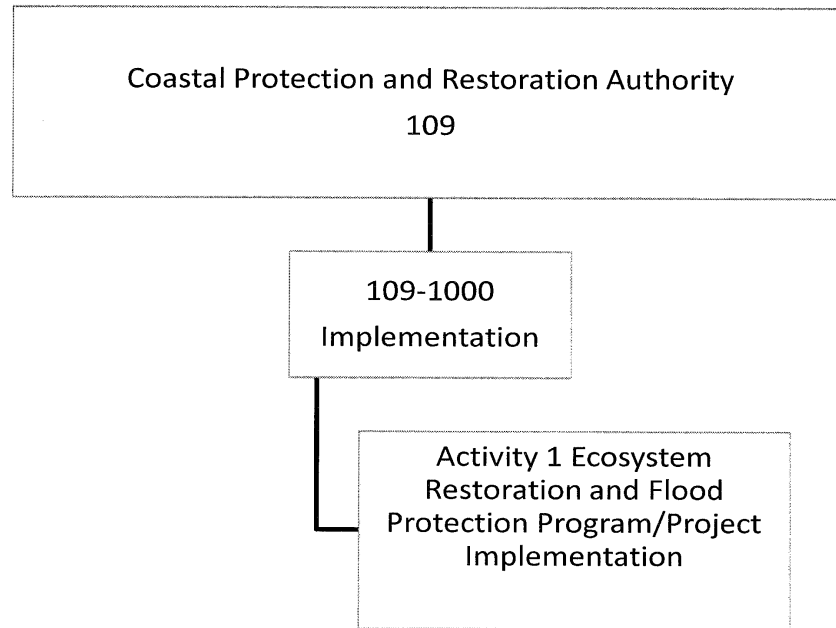 Coastal Protection and Restoration Authority
109
109-1000
Implementation
Activity 1 Ecosystem
Restoration and Flood
Protection Program/Project
Implementation